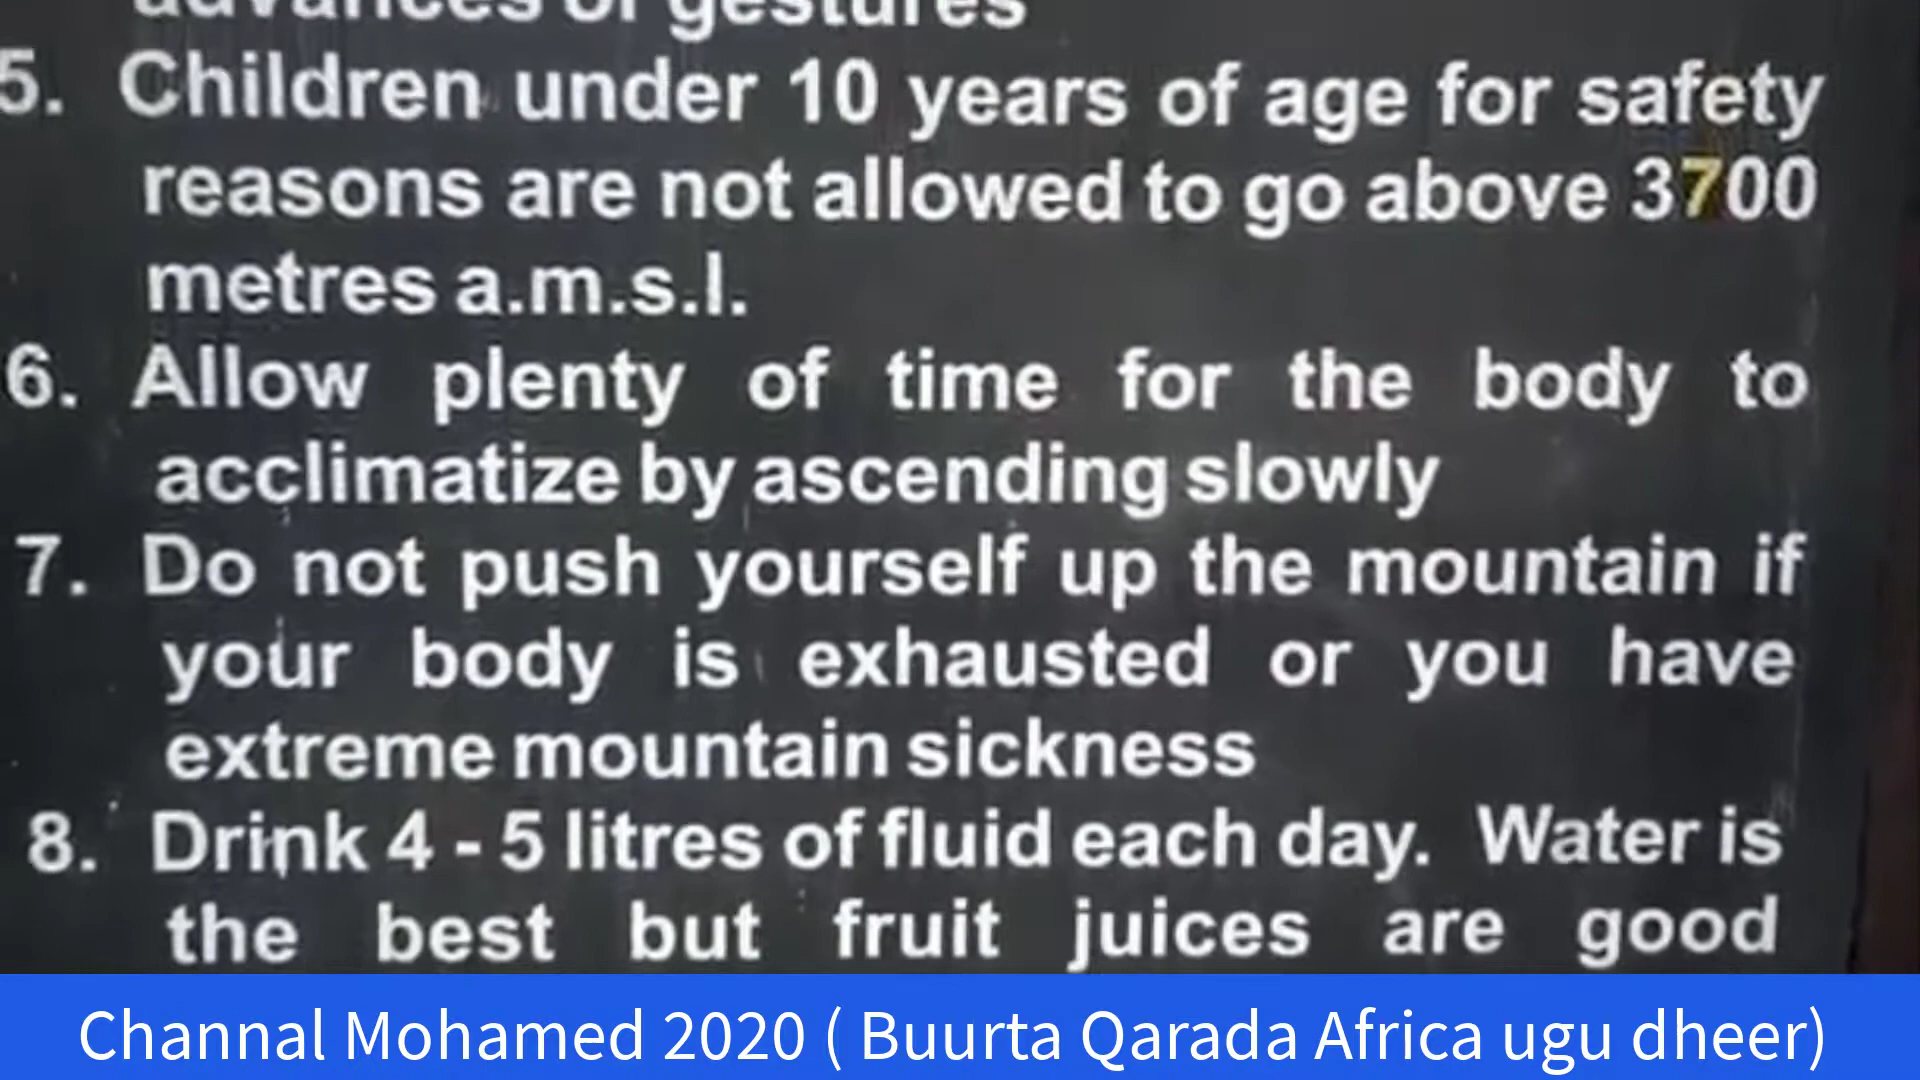 advances or gestures
5. Children under 10 years of age for safety
reasons are not allowed to go above 3700
metres a.m.s.l.
6. Allow plenty of time for the body to
acclimatize by ascending slowly
7. Do not push yourself up the mountain if
your body is exhausted or you have
extreme mountain sickness
8. Drink 4 - 5 litres of fluid each day. Water is
the best but fruit juices are good
Channal Mohamed 2020 ( Buurta Qarada Africa ugu dheer)